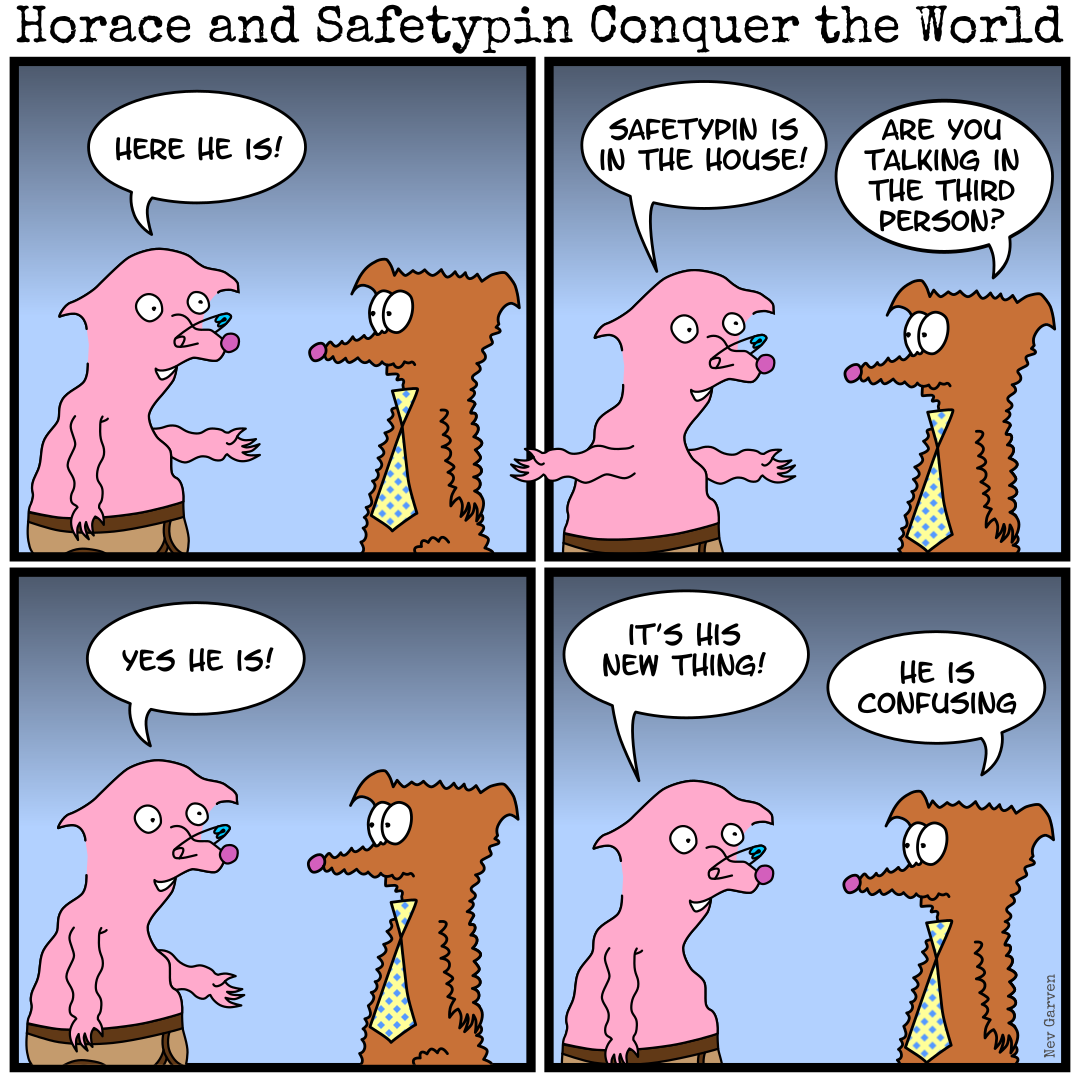 Horace and Safetypin Conquer the World
HERE HE IS!
SAFETYPIN IS
IN THE HOUSE!
ARE YOU
TALKING IN
THE THIRD
PERSON?
YES HE IS!
IT'S HIS
NEW THING!
HE IS
CONFUSING
Nev Garven